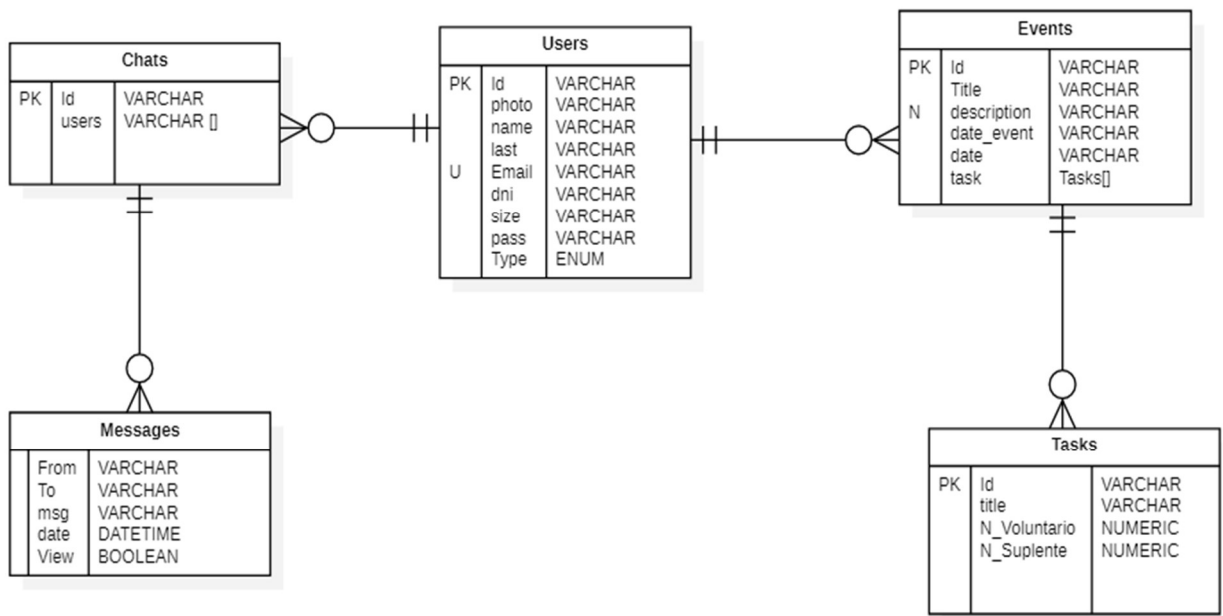 Chats
PK Id VARCHAR
users VARCHAR []
Users
PK Id VARCHAR
photo VARCHAR
name VARCHAR
last VARCHAR
U Email VARCHAR
dni VARCHAR
size VARCHAR
pass VARCHAR
Type ENUM
Events
PK Id VARCHAR
Title VARCHAR
N description VARCHAR
date_event VARCHAR
date VARCHAR
task Tasks[]
Messages
From VARCHAR
To VARCHAR
msg VARCHAR
date DATETIME
View BOOLEAN
Tasks
PK Id VARCHAR
title VARCHAR
N_Voluntario NUMERIC
N_Suplente NUMERIC